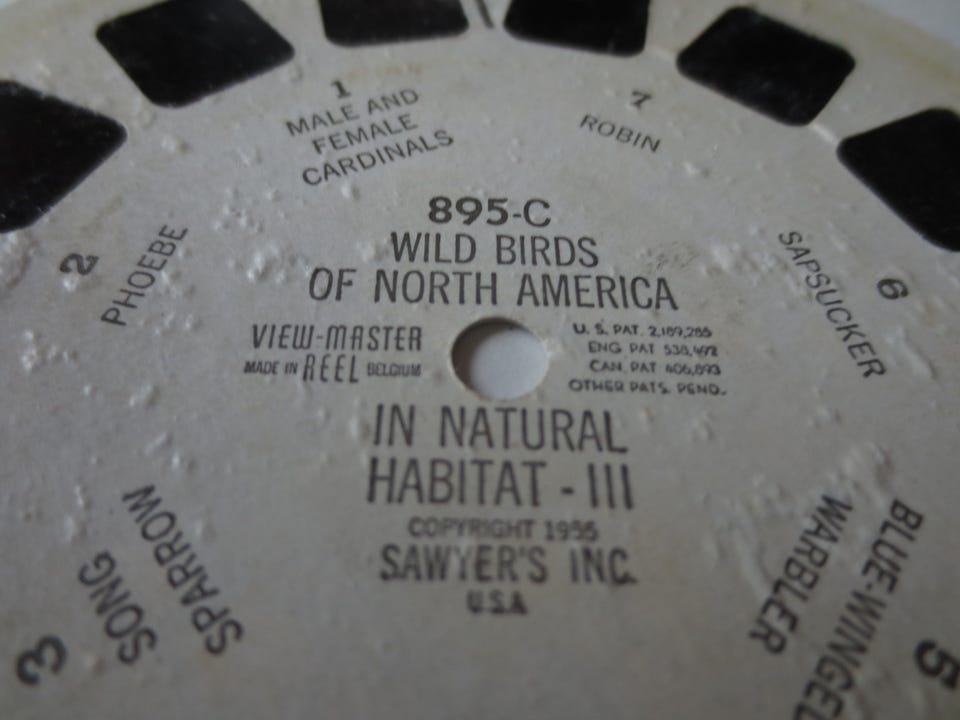 1
MALE AND
FEMALE
CARDINALS
7
ROBIN
895-C
WILD BIRDS
OF NORTH AMERICA
2
PHOEBE
6
SAPSUCKER
VIEW-MASTER
MADE IN REEL BELGIUM
U. S. PAT. 2,189,285
ENG PAT 538,492
CAN. PAT 406,893
OTHER PATS. PEND.
IN NATURAL
HABITAT - III
COPYRIGHT 1955
SAWYER'S INC.
U.S.A
3
SONG
SPARROW
5
BLUE-WINGED
WARBLER